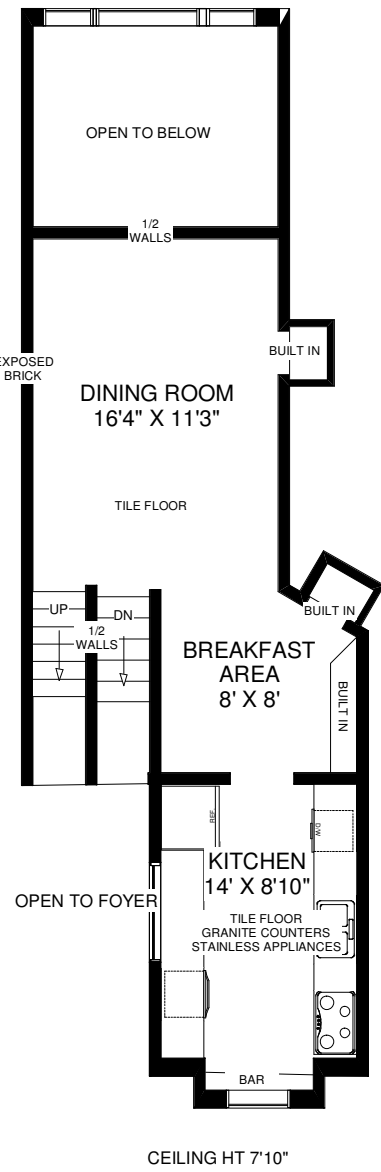 OPEN TO BELOW
1/2
WALLS
EXPOSED
BRICK
BUILT IN
DINING ROOM
16'4" X 11'3"
TILE FLOOR
UP
DN
1/2
WALLS
BUILT IN
BREAKFAST
AREA
8' X 8'
BUILT IN
REF.
D/W
KITCHEN
14' X 8'10"
OPEN TO FOYER
TILE FLOOR
GRANITE COUNTERS
STAINLESS APPLIANCES
BAR
CEILING HT 7'10"